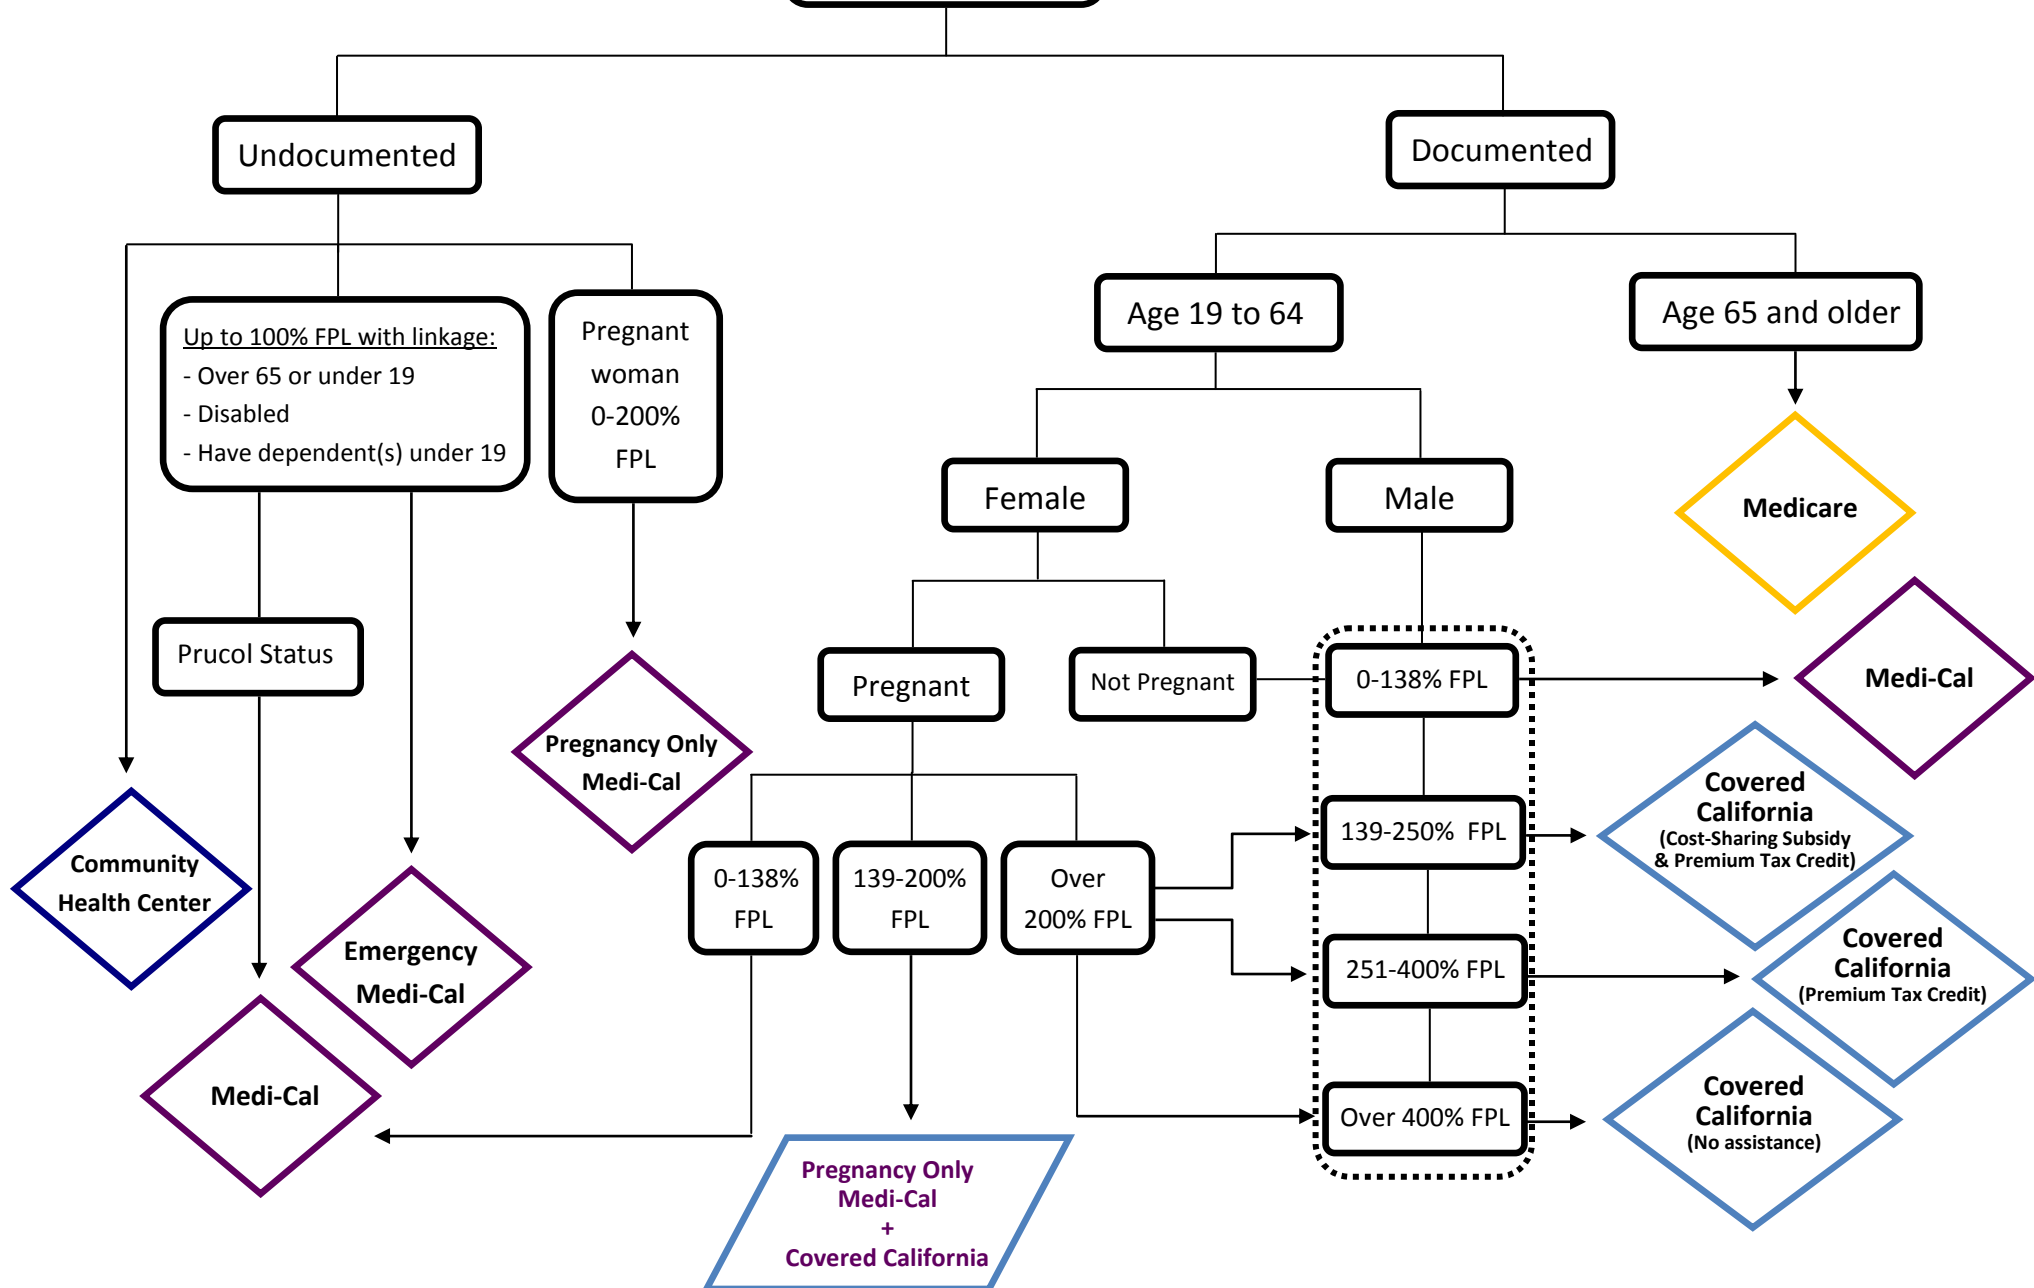 Undocumented
Documented
Up to 100% FPL with linkage:
- Over 65 or under 19
- Disabled
- Have dependent(s) under 19
Pregnant
woman
0-200%
FPL
Age 19 to 64
Age 65 and older
Female
Male
Medicare
Prucol Status
Pregnant
Not Pregnant
0-138% FPL
Medi-Cal
Pregnancy Only
Medi-Cal
139-250%  FPL
Covered
California
(Cost-Sharing Subsidy
& Premium Tax Credit)
Community
Health Center
0-138%
FPL
139-200%
FPL
Over
200% FPL
Emergency
Medi-Cal
251-400% FPL
Covered
California
(Premium Tax Credit)
Medi-Cal
Over 400% FPL
Covered
California
(No assistance)
Pregnancy Only
Medi-Cal
+
Covered California